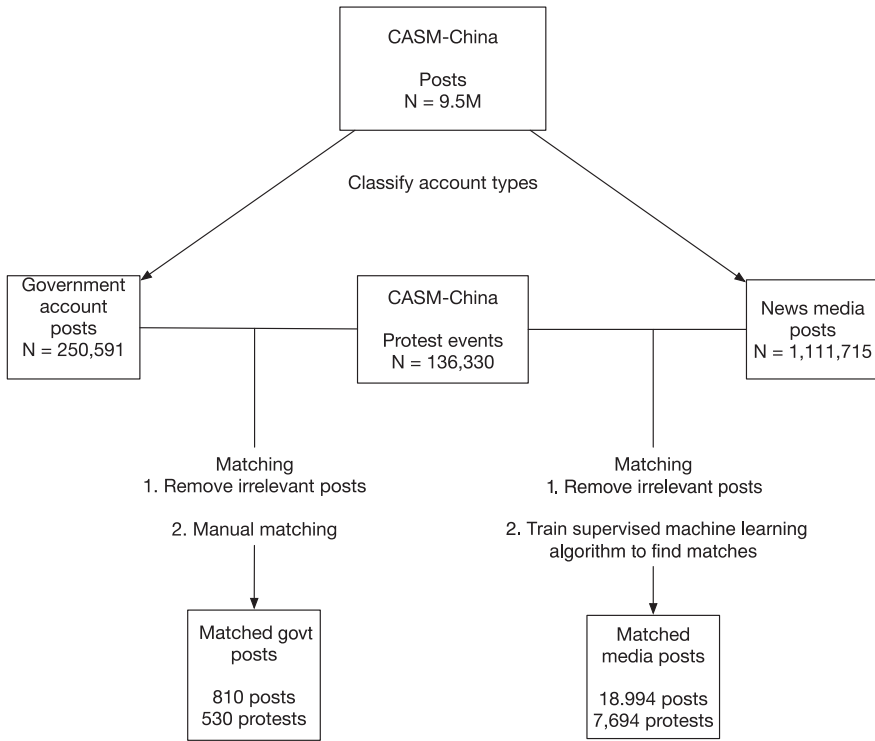 CASM-China
Posts
N = 9.5M
Classify account types
Government
account
posts
N = 250,591
CASM-China
Protest events
N = 136,330
News media
posts
N = 1,111,715
Matching
1. Remove irrelevant posts
2. Manual matching
Matching
1. Remove irrelevant posts
2. Train supervised machine learning
algorithm to find matches
Matched govt
posts
810 posts
530 protests
Matched
media posts
18.994 posts
7,694 protests